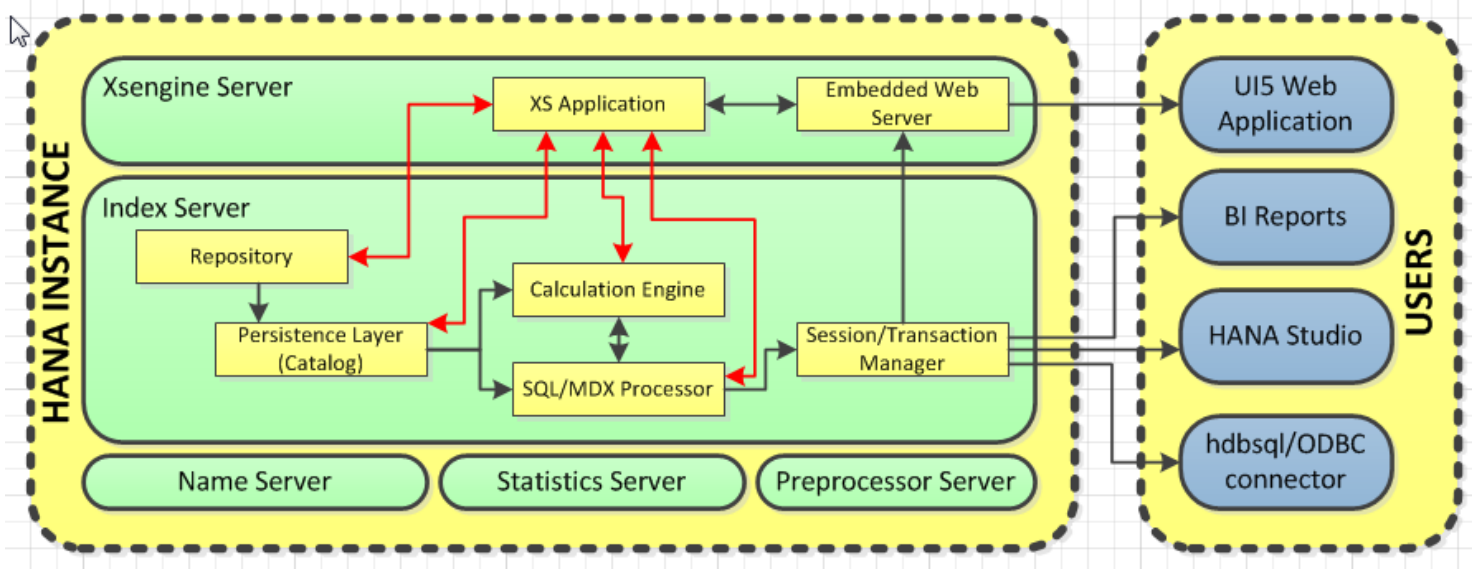 HANA INSTANCE
Xsengine Server
XS Application
Embedded Web
Server
Index Server
Repository
Persistence Layer
(Catalog)
Calculation Engine
SQL/MDX Processor
Session/Transaction
Manager
Name Server
Statistics Server
Preprocessor Server
UI5 Web
Application
BI Reports
HANA Studio
hdbsql/ODBC
connector
USERS